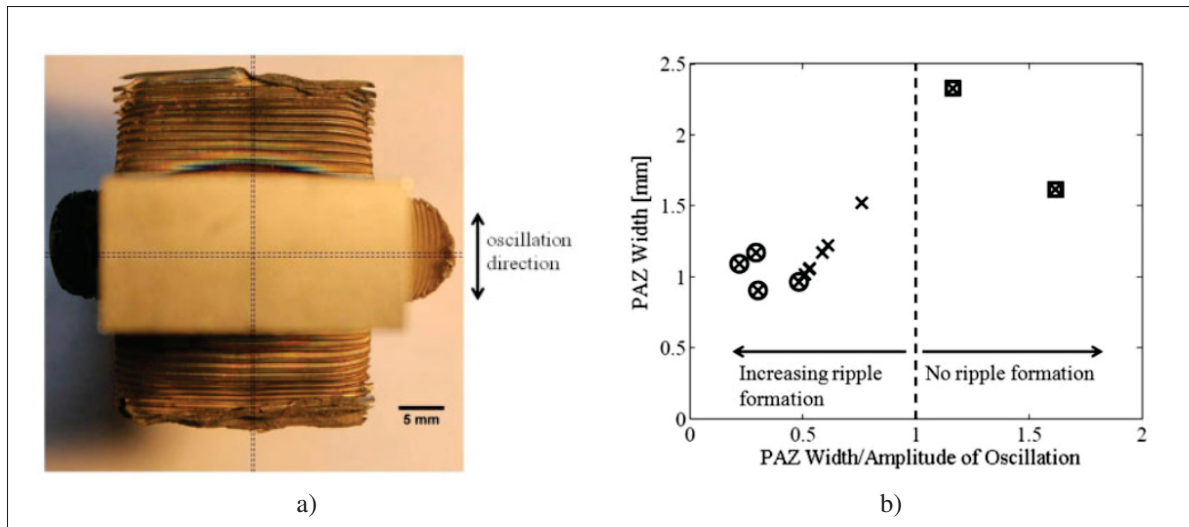 oscillation
direction
5 mm
a)
PAZ Width [mm]
2.5
2
1.5
1
0.5
0
Increasing ripple
formation
No ripple formation
0 0.5 1 1.5 2
PAZ Width/Amplitude of Oscillation
b)